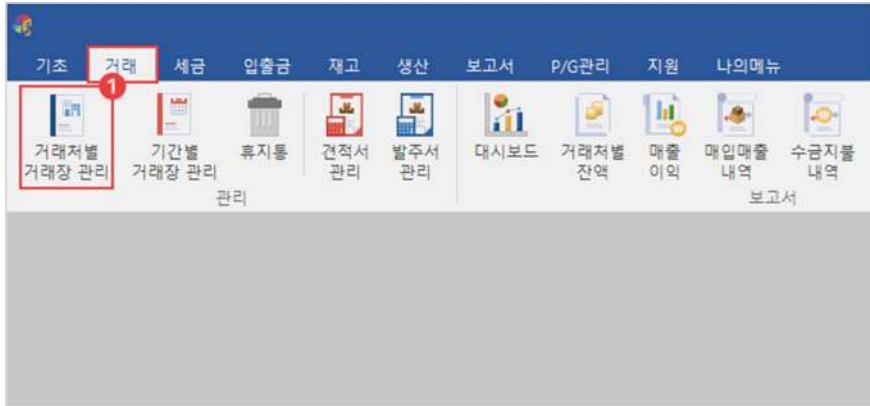 기초 거래 세금 입출금 재고 생산 보고서 P/G관리 지원 나의메뉴
1
거래처별 기간별 휴지통 견적서 발주서 대시보드 거래처별 매출 매입매출 수금지불
거래장 관리 거래장 관리 관리 관리 잔액 이익 내역 내역
관리 보고서